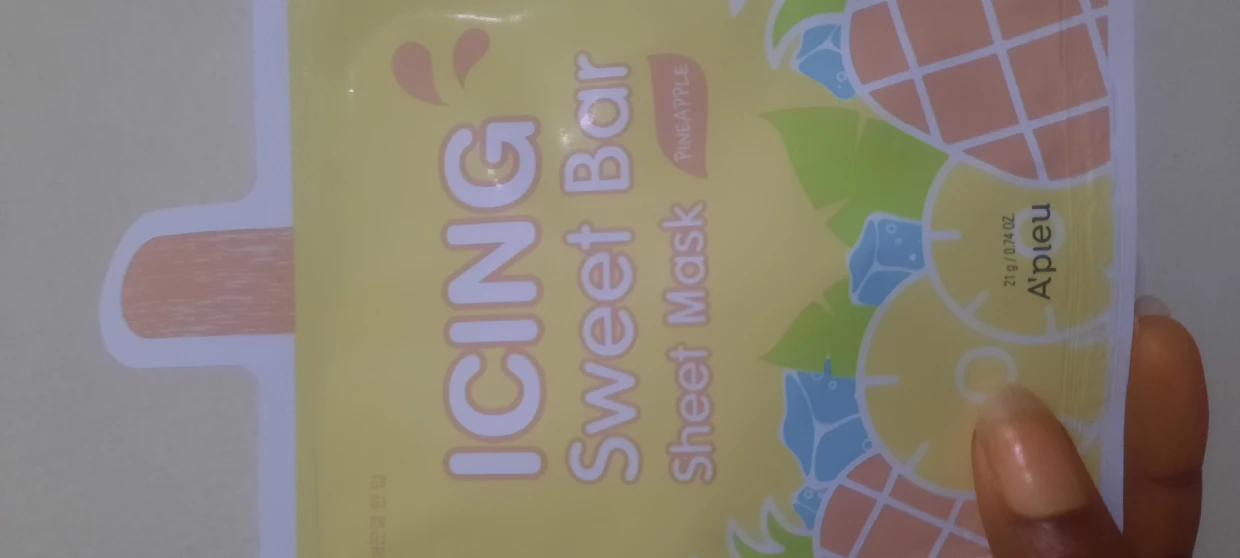 ICING
Sweet Bar
Sheet Mask PINEAPPLE
21 g / 0.74 OZ.
A'pieu